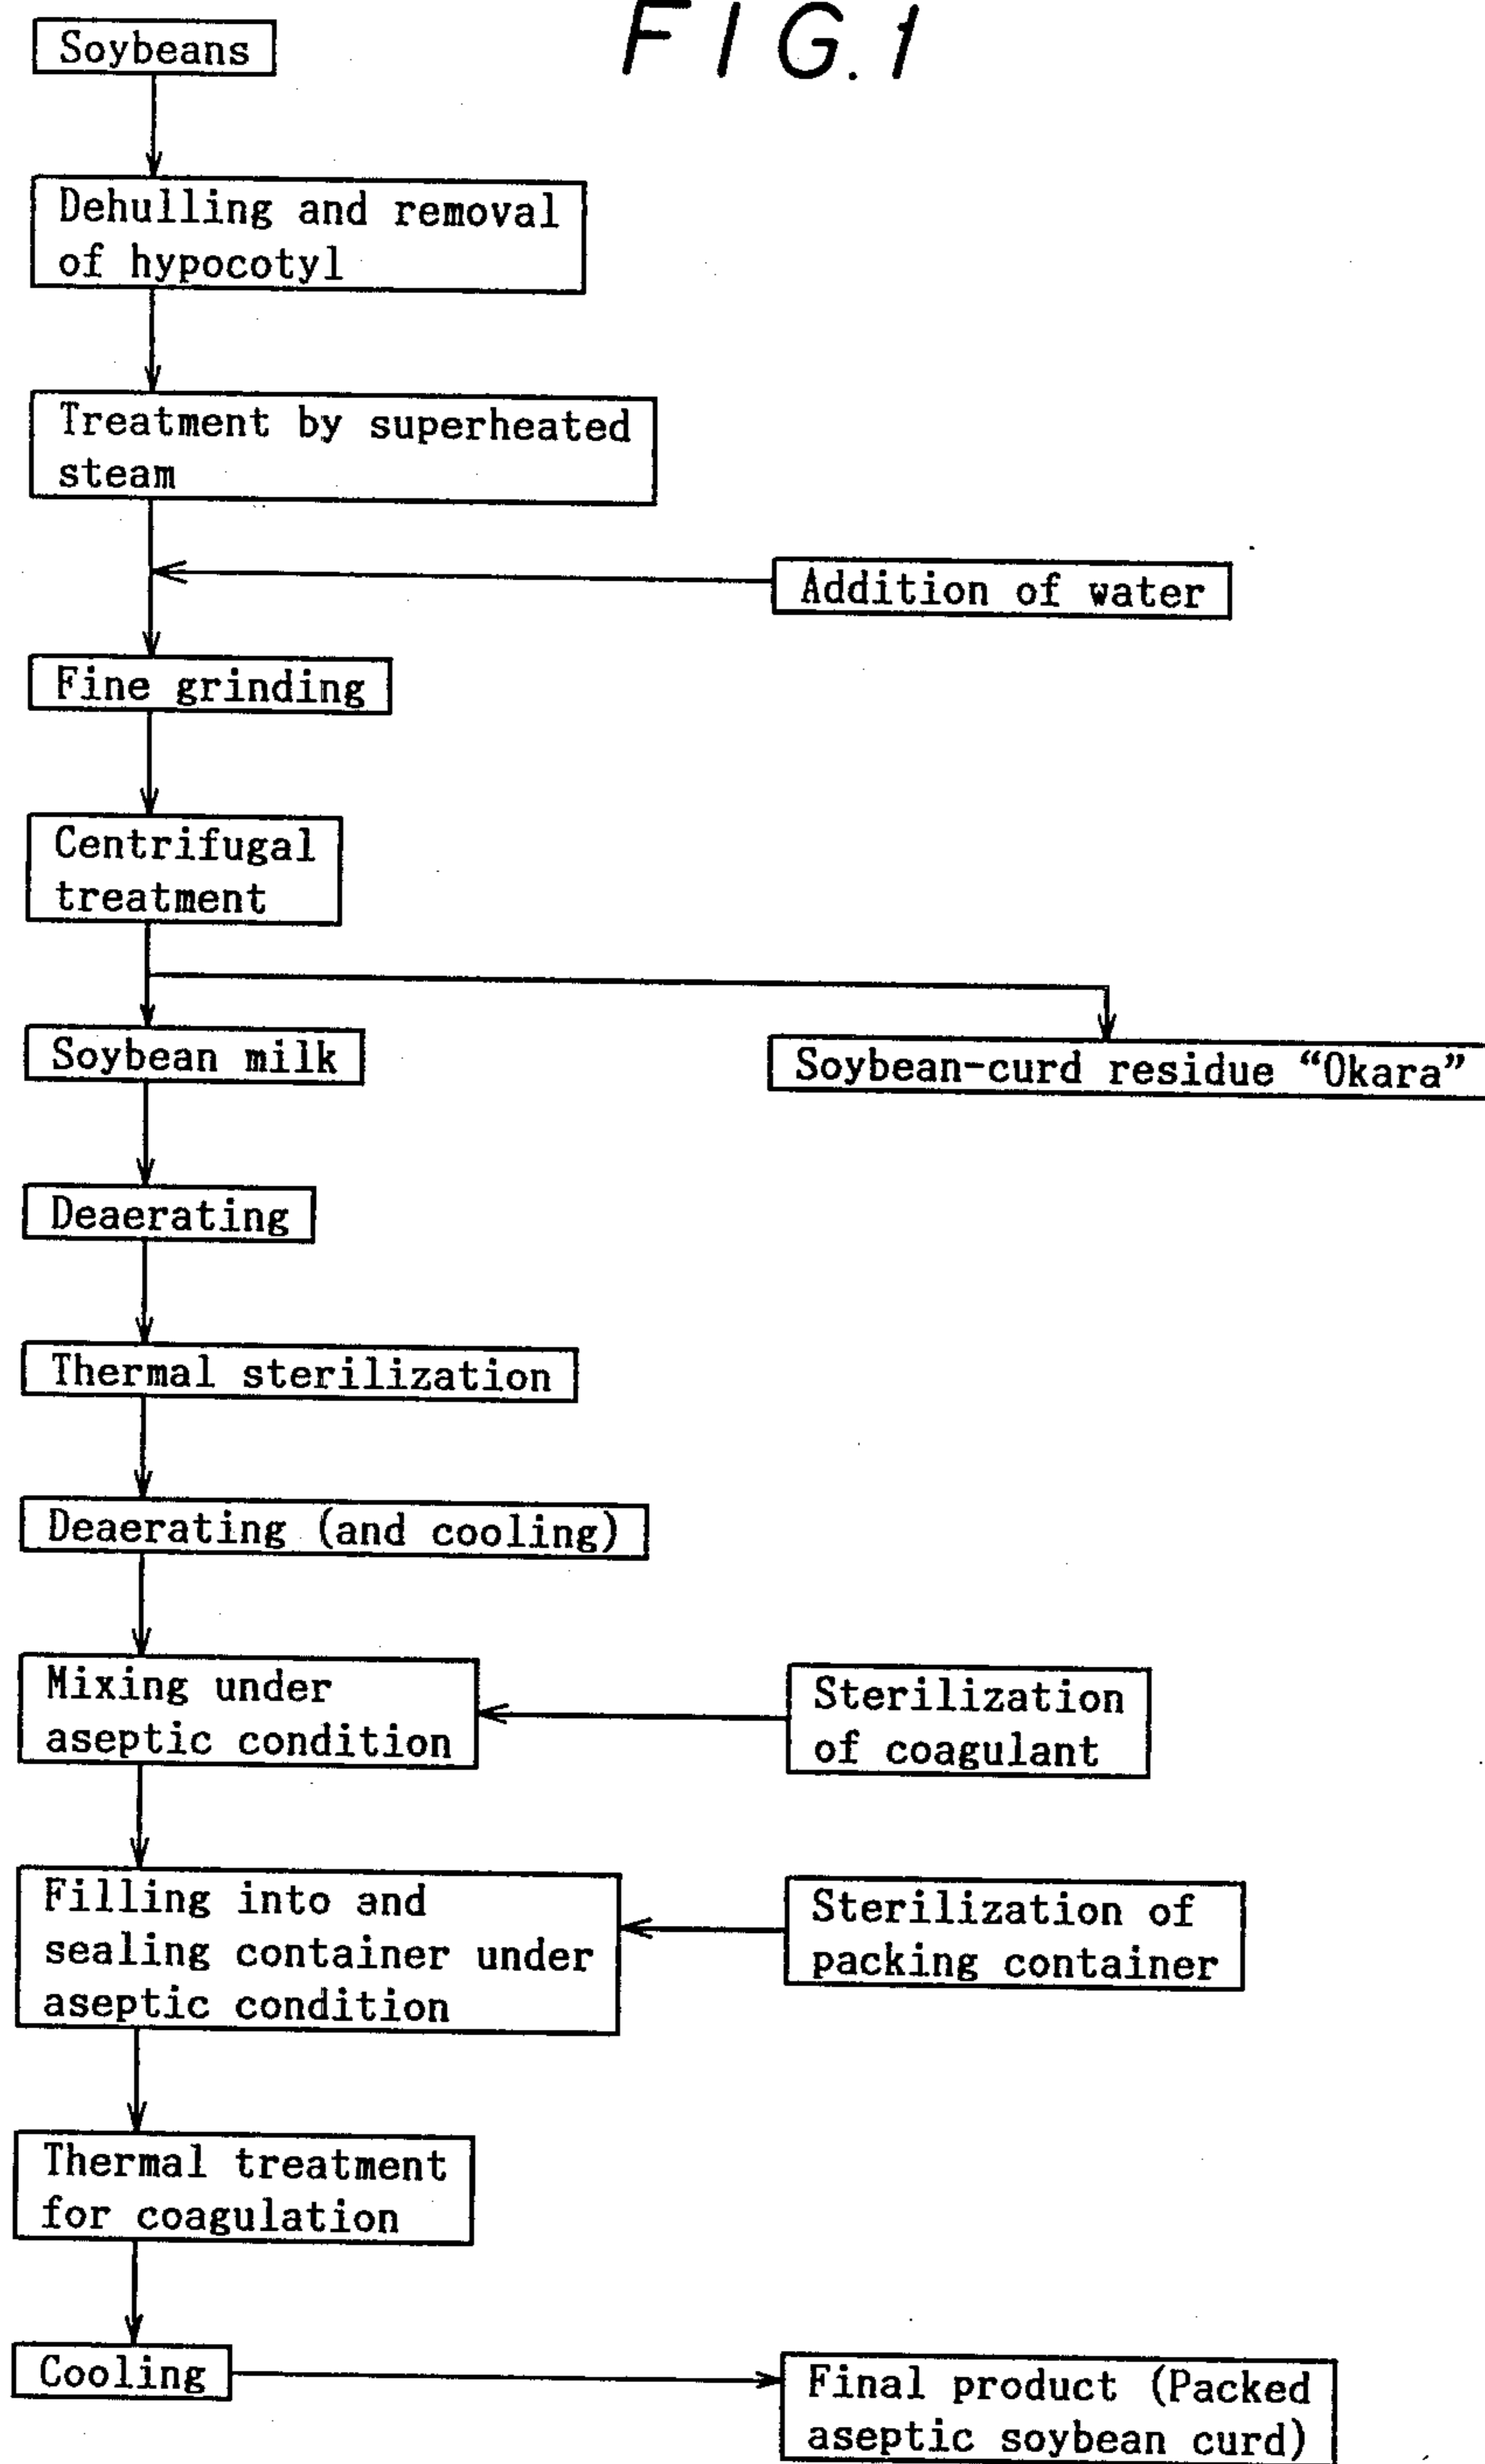 FIG.1
Soybeans
Dehulling and removal
of hypocotyl
Treatment by superheated
steam
Addition of water
Fine grinding
Centrifugal
treatment
Soybean milk
Soybean-curd residue “Okara”
Deaerating
Thermal sterilization
Deaerating (and cooling)
Mixing under
aseptic condition
Sterilization
of coagulant
Filling into and
sealing container under
aseptic condition
Sterilization of
packing container
Thermal treatment
for coagulation
Cooling
Final product (Packed
aseptic soybean curd)